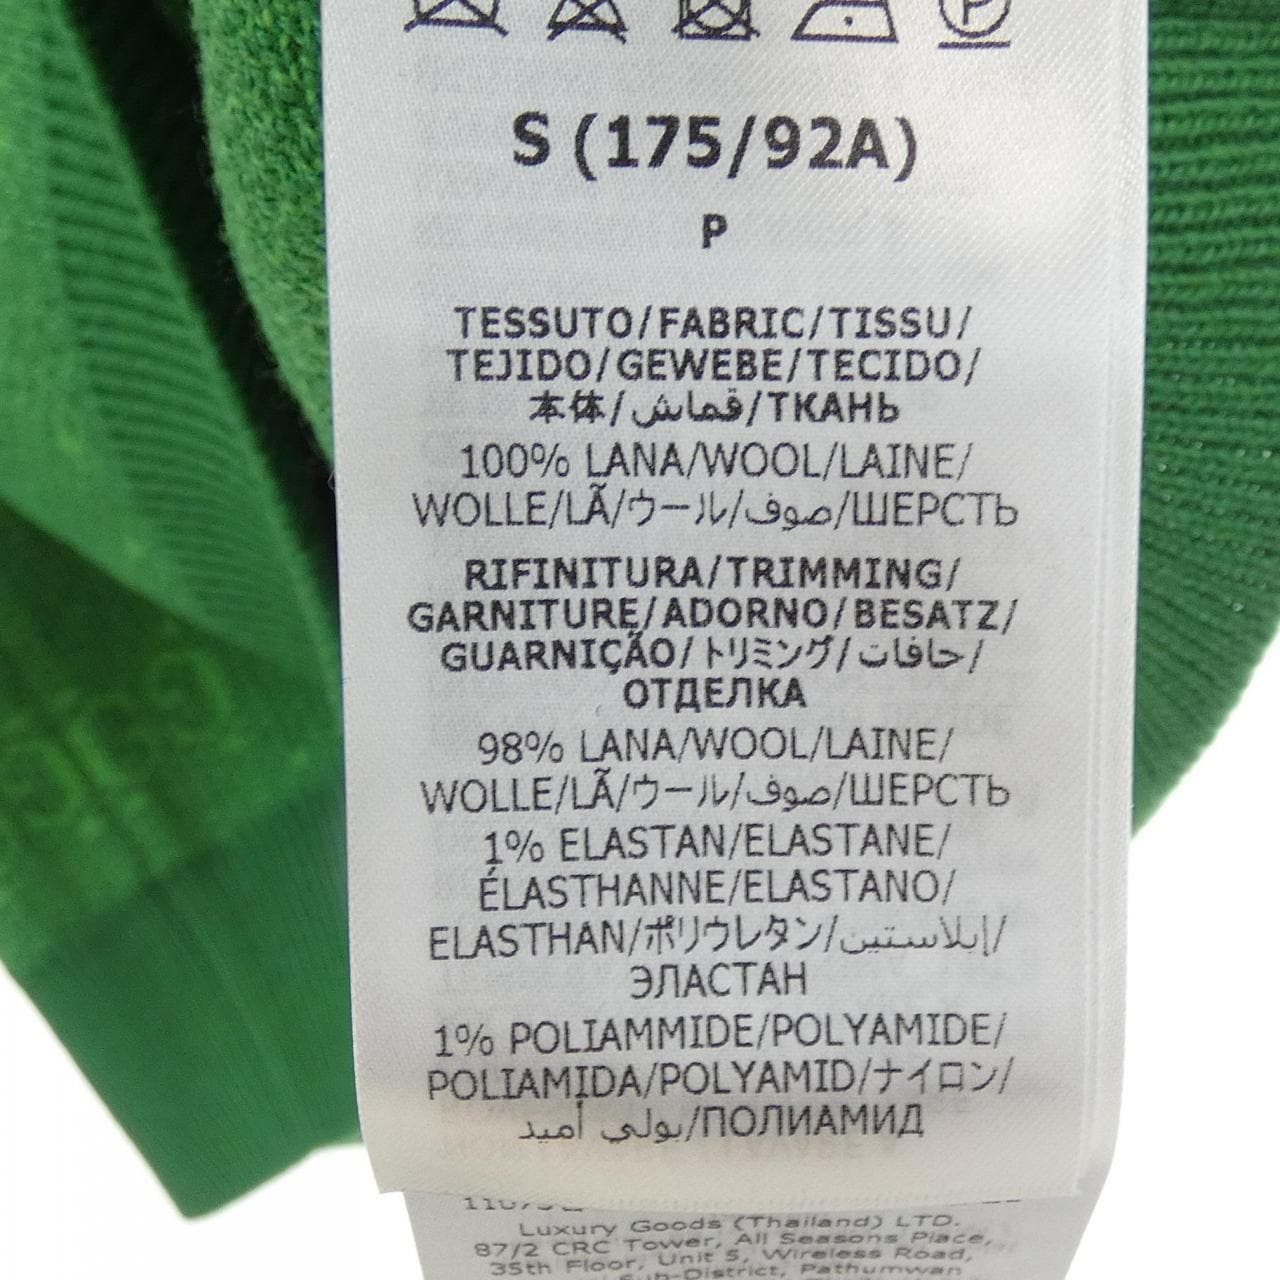 P
S (175/92A)
P
TESSUTO/FABRIC/TISSU/
TEJIDO/GEWEBE/TECIDO/
本体/قماش/ТКАНЬ
100% LANA/WOOL/LAINE/
WOLLE/LÃ/ウール/صوف/ШЕРСТЬ
RIFINITURA/TRIMMING/
GARNITURE/ADORNO/BESATZ/
GUARNIÇÃO/トリミング/حافات/
ОТДЕЛКА
98% LANA/WOOL/LAINE/
WOLLE/LÃ/ウール/صوف/ШЕРСТЬ
1% ELASTAN/ELASTANE/
ÉLASTHANNE/ELASTANO/
ELASTHAN/ポリウレタン/إيلاستين/
ЭЛАСТАН
1% POLIAMMIDE/POLYAMIDE/
POLIAMIDA/POLYAMID/ナイロン/
بولي أميد/ПОЛИАМИД
Luxury Goods (Thailand) LTD.
87/2 CRC Tower, All Seasons Place,
35th Floor, Unit 5, Wireless Road,
Sub-District, Pathumwan